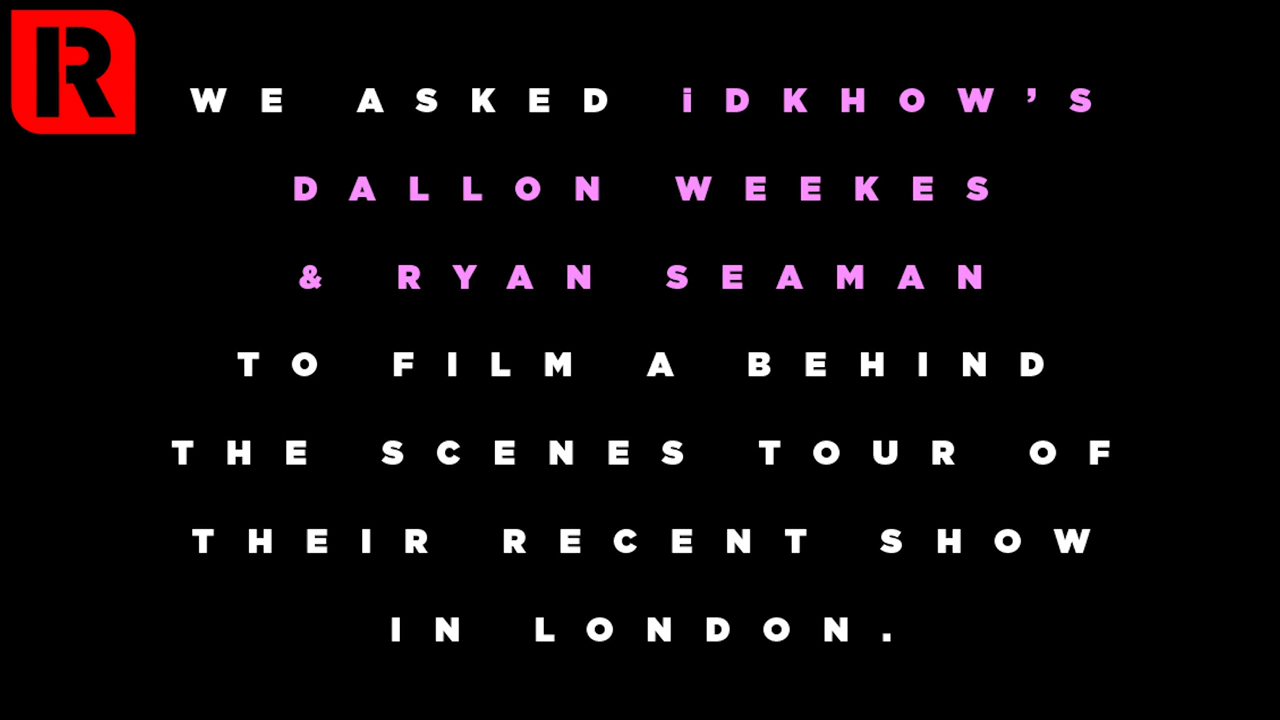 R
WE ASKED iDKHOW’S
DALLON WEEKES
& RYAN SEAMAN
TO FILM A BEHIND
THE SCENES TOUR OF
THEIR RECENT SHOW
IN LONDON.